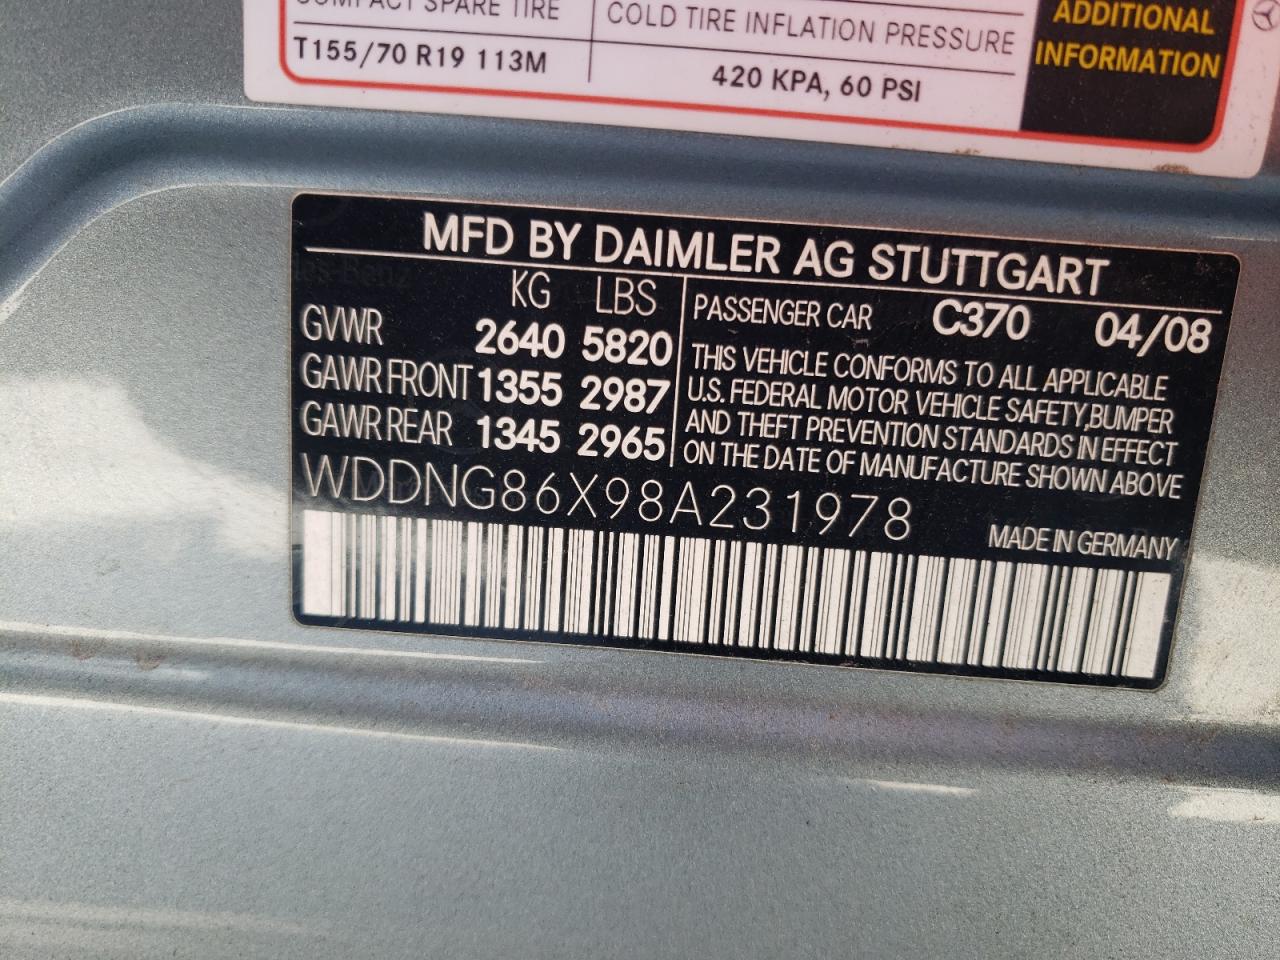 COMPACT SPARE TIRE
COLD TIRE INFLATION PRESSURE
T155/70 R19 113M
420 KPA, 60 PSI
ADDITIONAL
INFORMATION
MFD BY DAIMLER AG STUTTGART
KG LBS
GVWR 2640 5820
GAWR FRONT 1355 2987
GAWR REAR 1345 2965
PASSENGER CAR C370 04/08
THIS VEHICLE CONFORMS TO ALL APPLICABLE
U.S. FEDERAL MOTOR VEHICLE SAFETY,BUMPER
AND THEFT PREVENTION STANDARDS IN EFFECT
ON THE DATE OF MANUFACTURE SHOWN ABOVE
WDDNG86X98A231978
MADE IN GERMANY